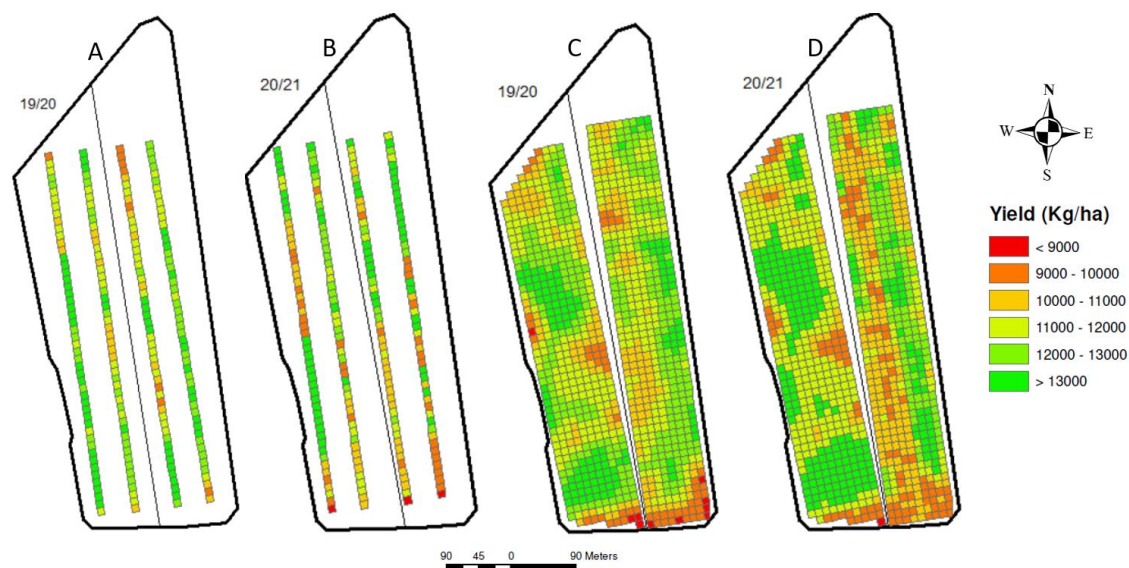 A
B
C
D
19/20
20/21
19/20
20/21
N
W E
S
Yield (Kg/ha)
< 9000
9000 - 10000
10000 - 11000
11000 - 12000
12000 - 13000
> 13000
90 45 0 90 Meters